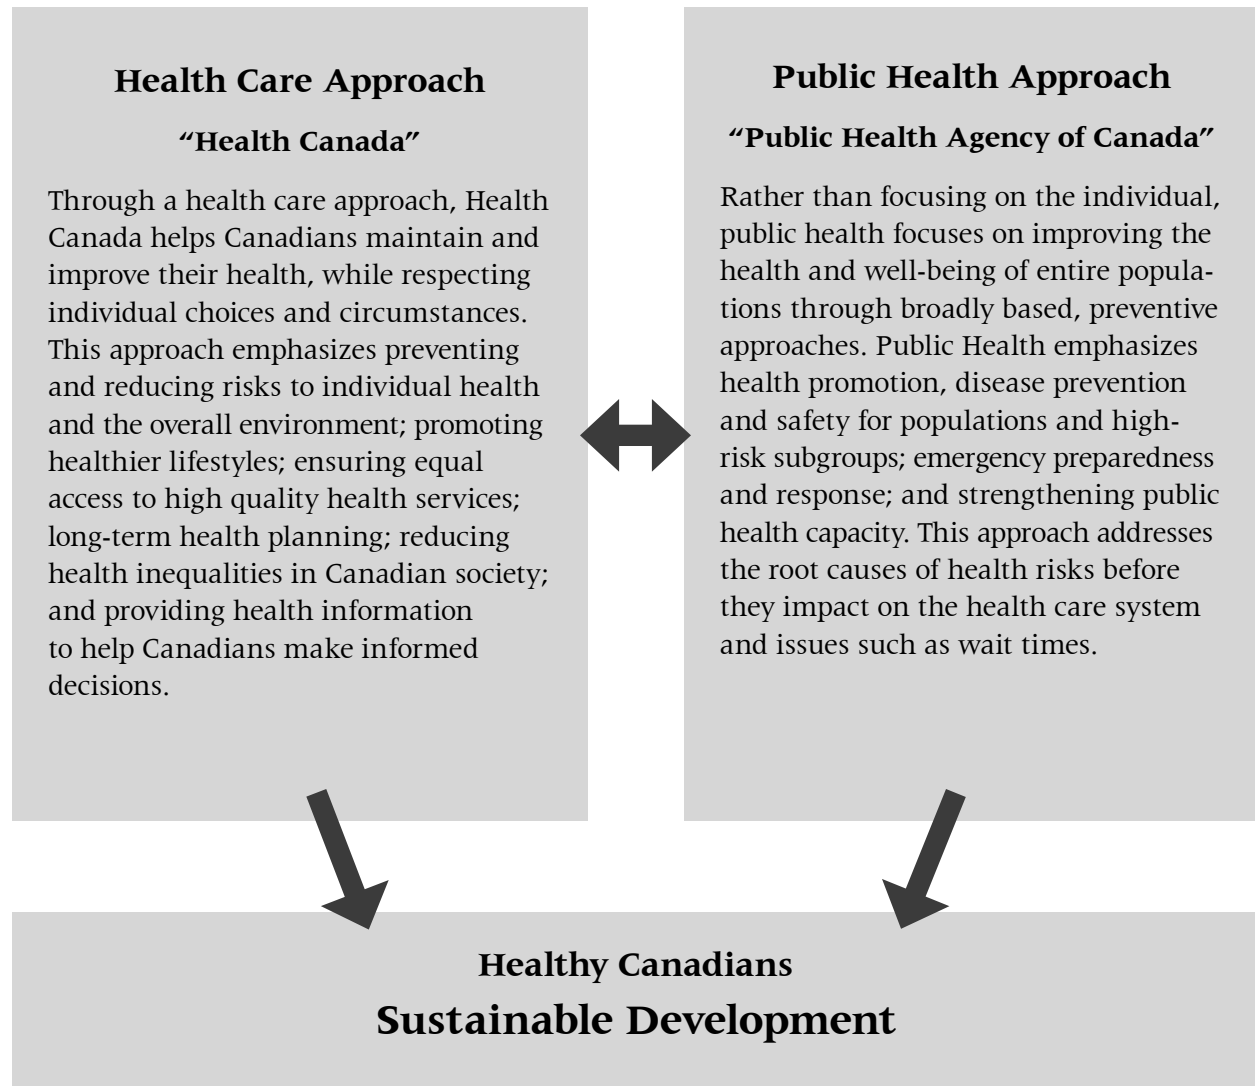 Health Care Approach
“Health Canada”
Through a health care approach, Health
Canada helps Canadians maintain and
improve their health, while respecting
individual choices and circumstances.
This approach emphasizes preventing
and reducing risks to individual health
and the overall environment; promoting
healthier lifestyles; ensuring equal
access to high quality health services;
long-term health planning; reducing
health inequalities in Canadian society;
and providing health information
to help Canadians make informed
decisions.
Public Health Approach
“Public Health Agency of Canada”
Rather than focusing on the individual,
public health focuses on improving the
health and well-being of entire popula-
tions through broadly based, preventive
approaches. Public Health emphasizes
health promotion, disease prevention
and safety for populations and high-
risk subgroups; emergency preparedness
and response; and strengthening public
health capacity. This approach addresses
the root causes of health risks before
they impact on the health care system
and issues such as wait times.
Healthy Canadians
Sustainable Development